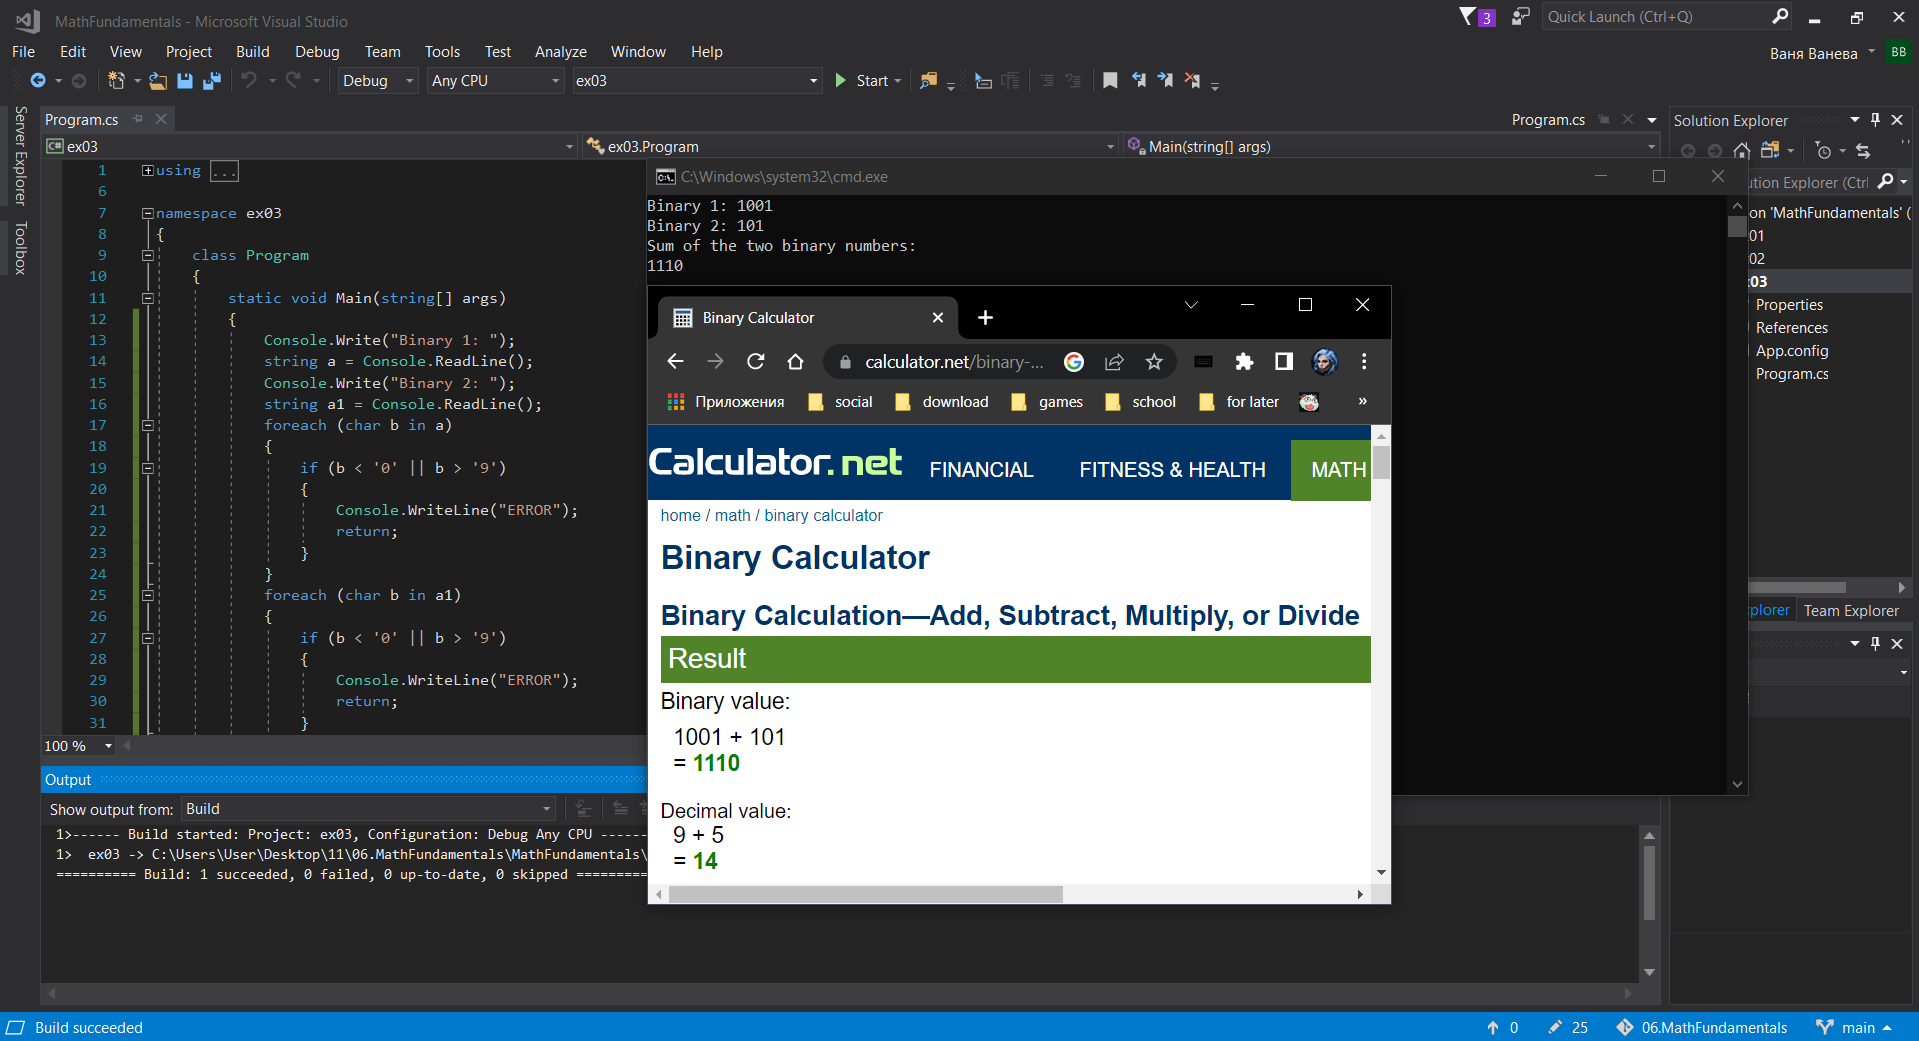 MathFundamentals - Microsoft Visual Studio
3
Quick Launch (Ctrl+Q)
File Edit View Project Build Debug Team Tools Test Analyze Window Help
Ваня Ванева
BB
Debug Any CPU ex03 Start
Server Explorer
Toolbox
Program.cs
Program.cs
ex03
ex03.Program
Main(string[] args)
1 using ...
6
7 namespace ex03
8 {
9 class Program
10 {
11 static void Main(string[] args)
12 {
13 Console.Write("Binary 1: ");
14 string a = Console.ReadLine();
15 Console.Write("Binary 2: ");
16 string a1 = Console.ReadLine();
17 foreach (char b in a)
18 {
19 if (b < '0' || b > '9')
20 {
21 Console.WriteLine("ERROR");
22 return;
23 }
24 }
25 foreach (char b in a1)
26 {
27 if (b < '0' || b > '9')
28 {
29 Console.WriteLine("ERROR");
30 return;
31 }
100 %
Output
Show output from: Build
1>------ Build started: Project: ex03, Configuration: Debug Any CPU ------
1> ex03 -> C:\Users\User\Desktop\11\06.MathFundamentals\MathFundamentals\
========== Build: 1 succeeded, 0 failed, 0 up-to-date, 0 skipped ==========
C:\Windows\system32\cmd.exe
Binary 1: 1001
Binary 2: 101
Sum of the two binary numbers:
1110
Binary Calculator
calculator.net/binary-...
Приложения social download games school for later »
Calculator.net FINANCIAL FITNESS & HEALTH MATH
home / math / binary calculator
Binary Calculator
Binary Calculation—Add, Subtract, Multiply, or Divide
Result
Binary value:
1001 + 101
= 1110
Decimal value:
9 + 5
= 14
Solution Explorer
ution Explorer (Ctrl
on 'MathFundamentals' (
01
02
03
Properties
References
App.config
Program.cs
plorer Team Explorer
Build succeeded
0 25 06.MathFundamentals main